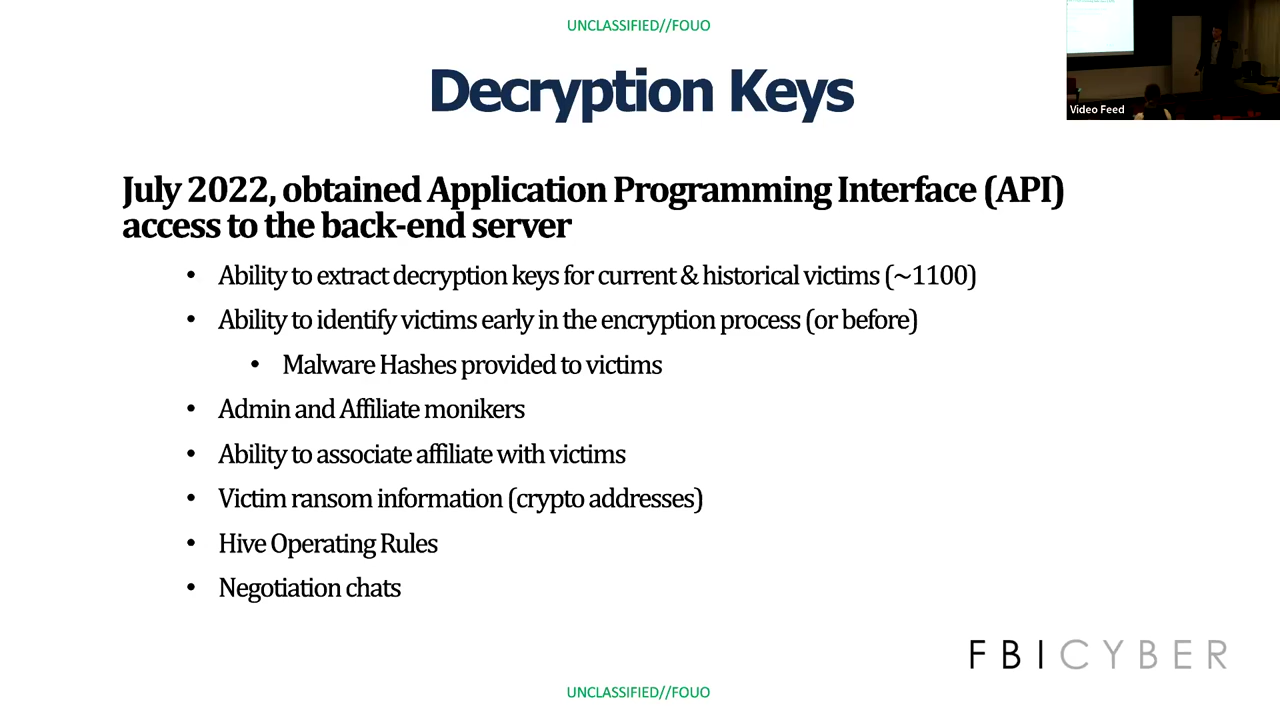 UNCLASSIFIED//FOUO
Decryption Keys
Video Feed
July 2022, obtained Application Programming Interface (API)
access to the back-end server
• Ability to extract decryption keys for current & historical victims (~1100)
• Ability to identify victims early in the encryption process (or before)
• Malware Hashes provided to victims
• Admin and Affiliate monikers
• Ability to associate affiliate with victims
• Victim ransom information (crypto addresses)
• Hive Operating Rules
• Negotiation chats
FBICYBER
UNCLASSIFIED//FOUO